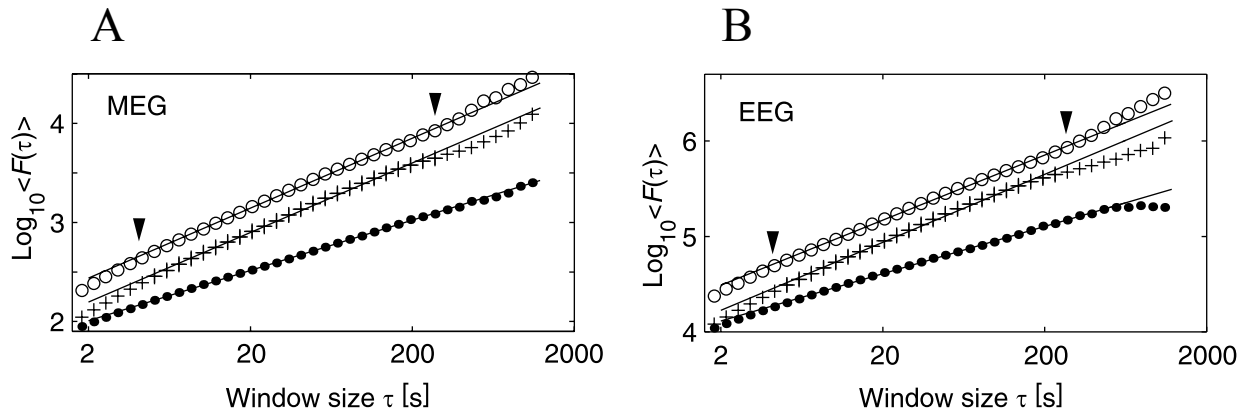 A
MEG
Log10<F(τ)>
4
3
2
2 20 200 2000
Window size τ [s]
B
EEG
Log10<F(τ)>
6
5
4
2 20 200 2000
Window size τ [s]